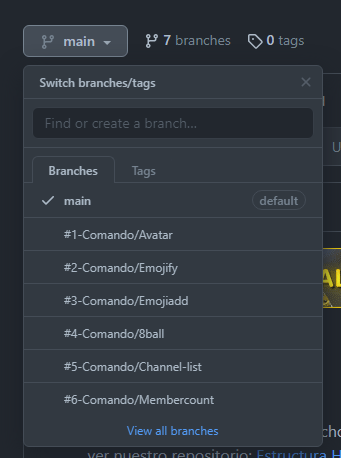 main
7 branches
0 tags
Switch branches/tags
Find or create a branch...
Branches
Tags
main
default
#1-Comando/Avatar
#2-Comando/Emojify
#3-Comando/Emojiadd
#4-Comando/8ball
#5-Comando/Channel-list
#6-Comando/Membercount
View all branches
ver nuestro repositorio: Estructura H